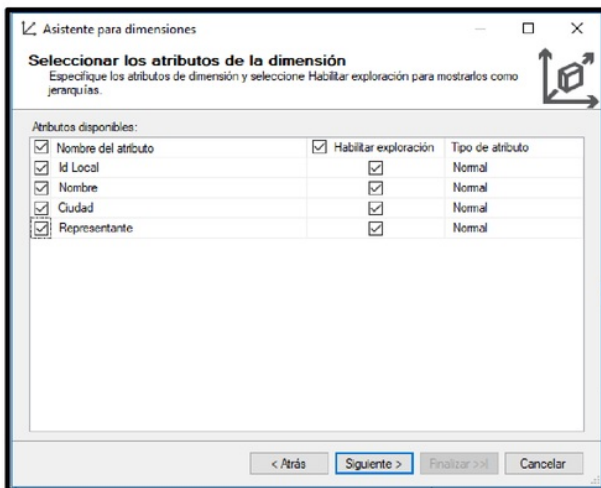 Asistente para dimensiones
Seleccionar los atributos de la dimensión
Especifique los atributos de dimensión y seleccione Habilitar exploración para mostrarlos como
jerarquías.
Atributos disponibles:
Nombre del atributo Habilitar exploración Tipo de atributo
Id Local Normal
Nombre Normal
Ciudad Normal
Representante Normal
< Atrás Siguiente > Finalizar >>| Cancelar